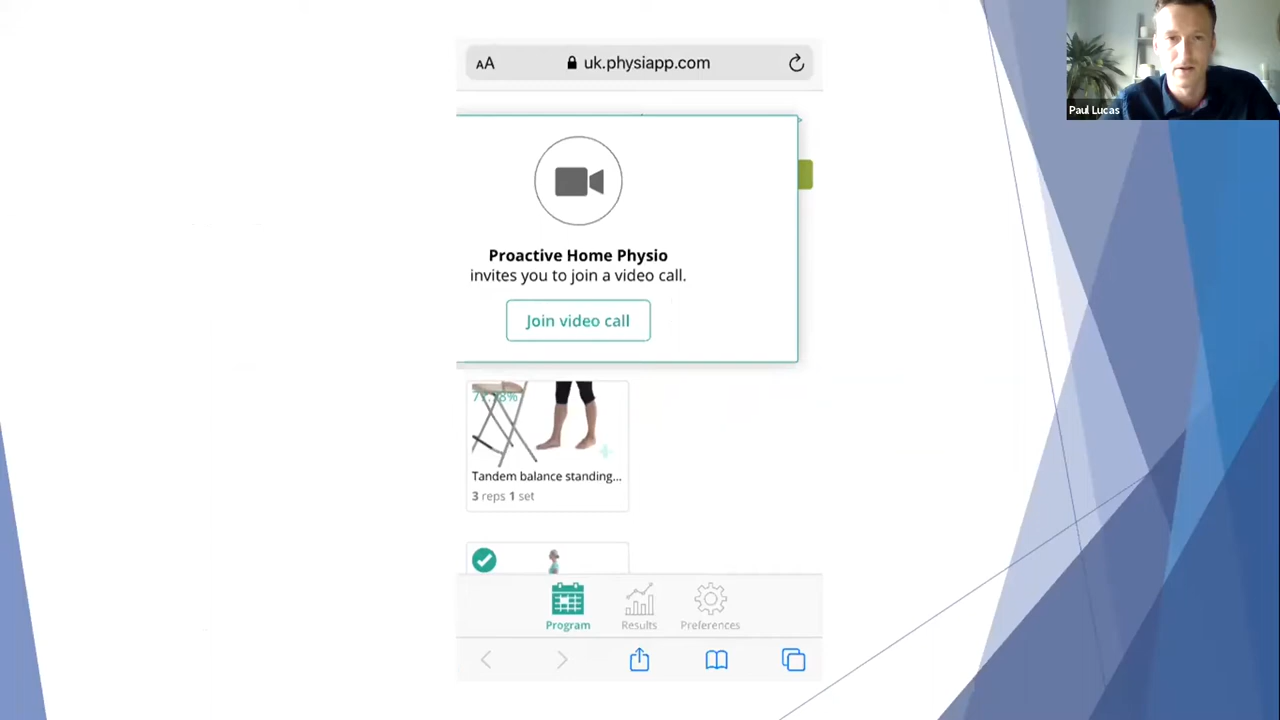 Paul Lucas
AA
uk.physiapp.com
Proactive Home Physio
invites you to join a video call.
Join video call
Tandem balance standing...
3 reps 1 set
Program
Results
Preferences